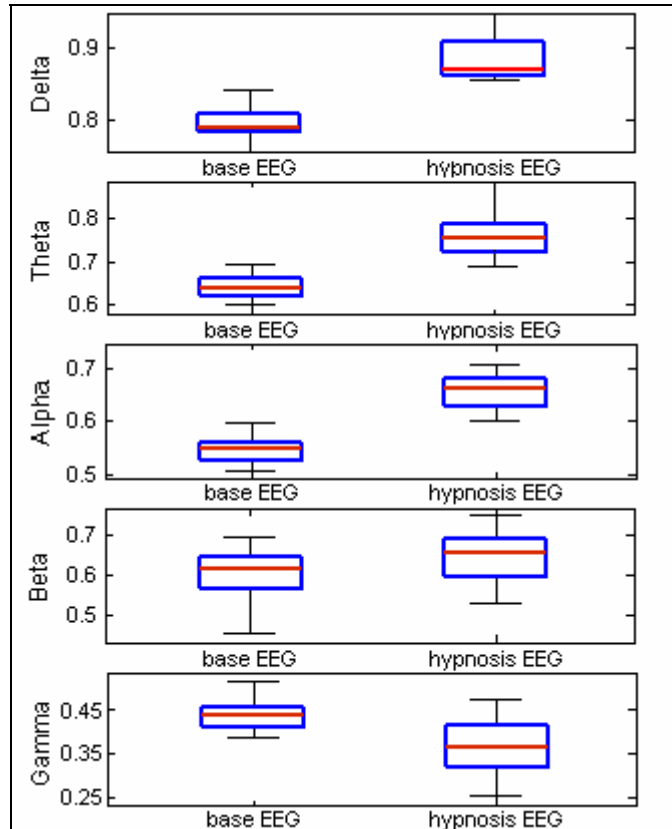 Delta
0.9
0.8
base EEG hypnosis EEG
Theta
0.8
0.7
0.6
base EEG hypnosis EEG
Alpha
0.7
0.6
0.5
base EEG hypnosis EEG
Beta
0.7
0.6
0.5
base EEG hypnosis EEG
Gamma
0.45
0.35
0.25
base EEG hypnosis EEG